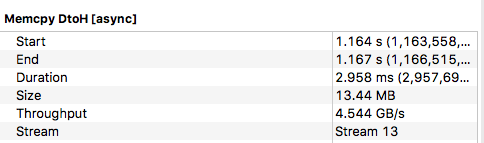 Memcpy DtoH [async]
Start 1.164 s (1,163,558,...
End 1.167 s (1,166,515,...
Duration 2.958 ms (2,957,69...
Size 13.44 MB
Throughput 4.544 GB/s
Stream Stream 13